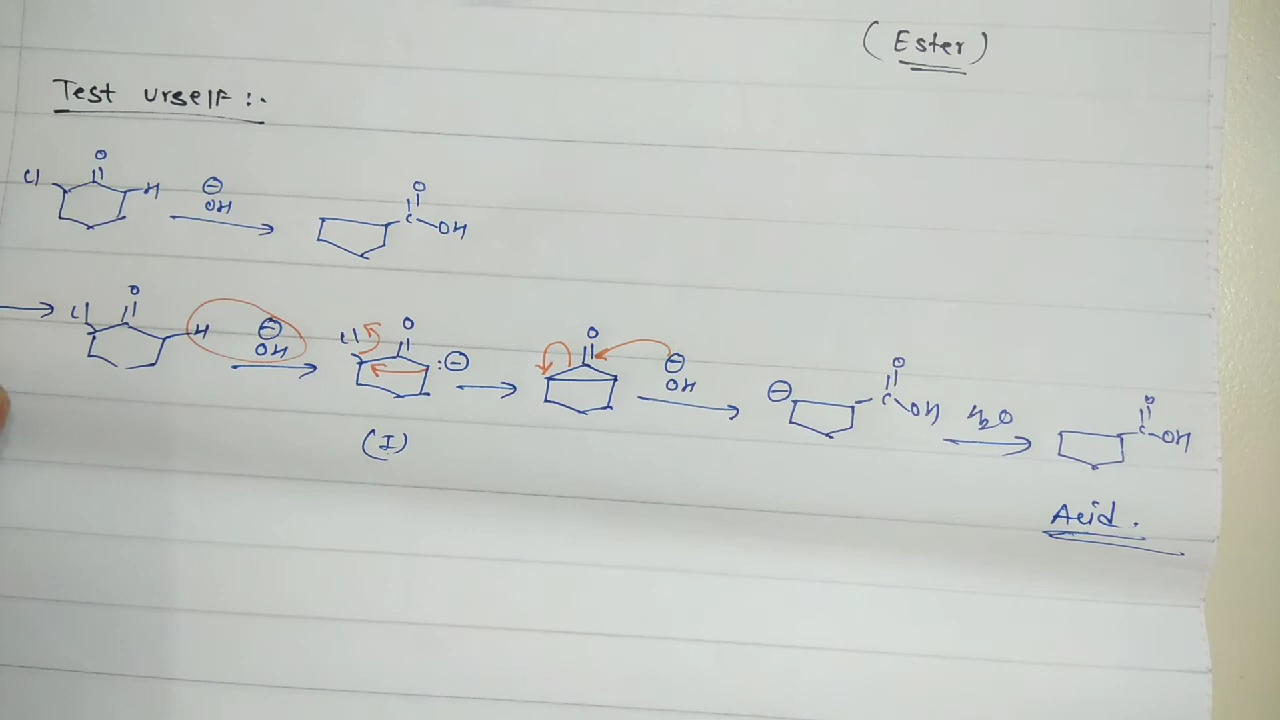 (Ester)
Test urself :.
O
Cl H ⊖ OH O C OH
Cl O H ⊖ OH Cl O :⊖ O ⊖ OH ⊖ O C OH H2O O C OH
(I)
Acid.